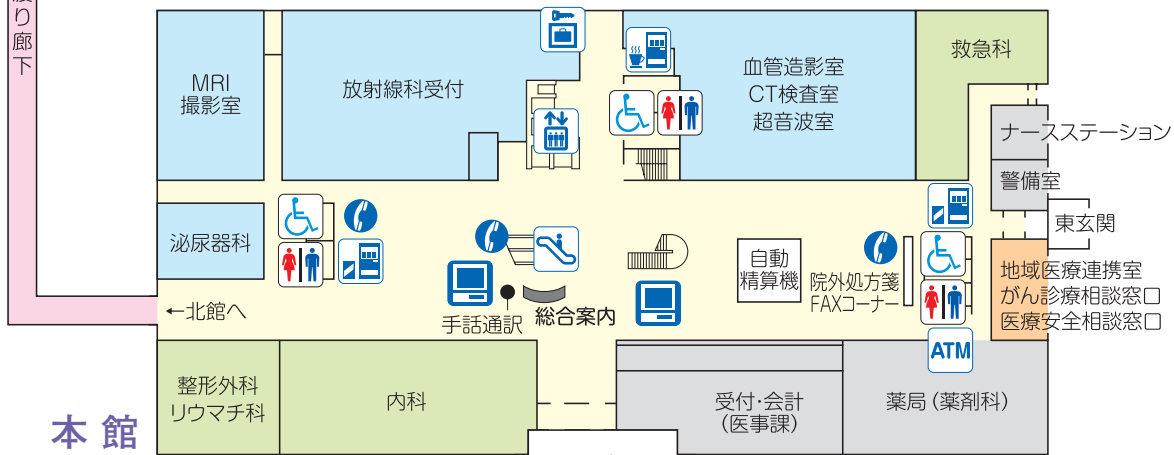 渡り廊下
MRI
撮影室
放射線科受付
血管造影室
CT検査室
超音波室
救急科
ナースステーション
警備室
東玄関
泌尿器科
自動
精算機
院外処方箋
FAXコーナー
地域医療連携室
がん診療相談窓口
医療安全相談窓口
←北館へ
手話通訳
総合案内
ATM
整形外科
リウマチ科
内科
受付・会計
(医事課)
薬局(薬剤科)
本館